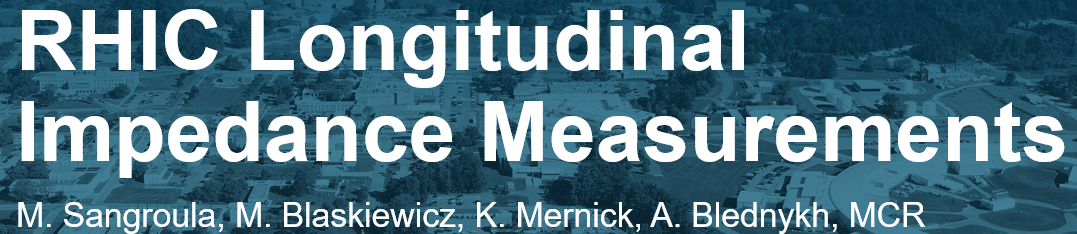 RHIC Longitudinal
Impedance Measurements
M. Sangroula, M. Blaskiewicz, K. Mernick, A. Blednykh, MCR